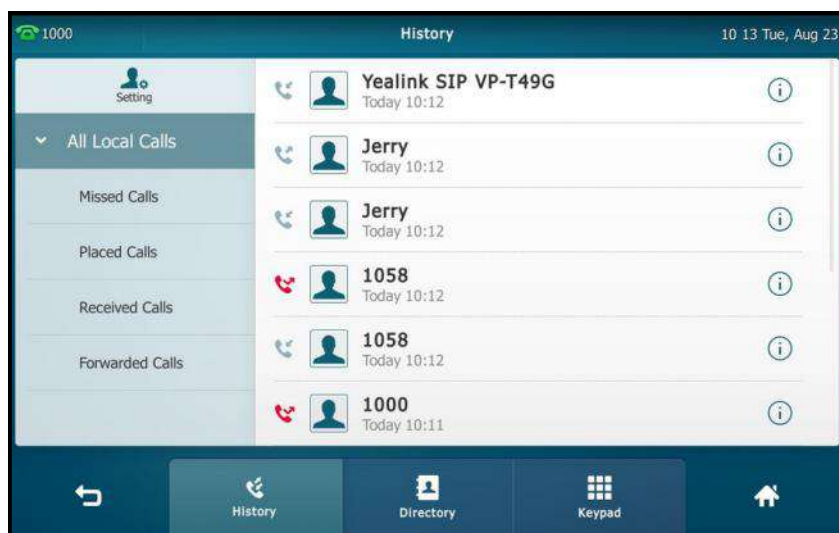 1000
History
10 13 Tue, Aug 23
Setting
All Local Calls
Missed Calls
Placed Calls
Received Calls
Forwarded Calls
Yealink SIP VP-T49G
Today 10:12
Jerry
Today 10:12
Jerry
Today 10:12
1058
Today 10:12
1058
Today 10:12
1000
Today 10:11
History
Directory
Keypad